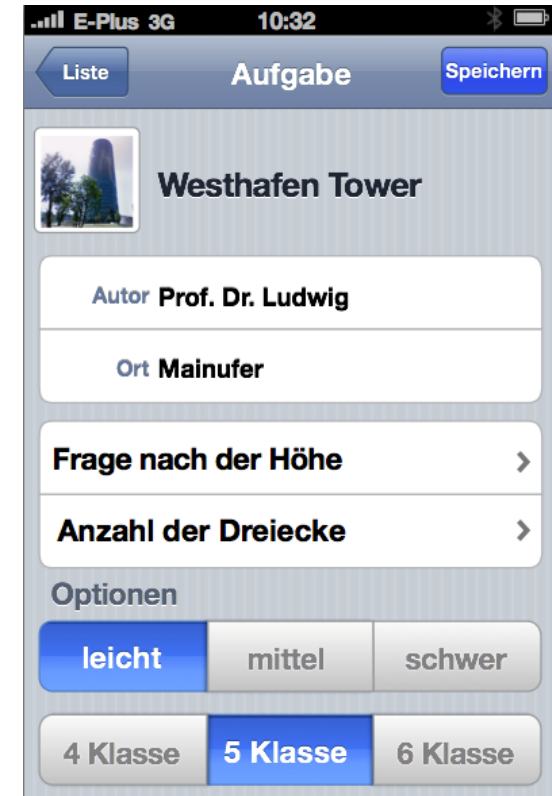 E-Plus 3G 10:32
Liste Aufgabe Speichern
Westhafen Tower
Autor Prof. Dr. Ludwig
Ort Mainufer
Frage nach der Höhe
Anzahl der Dreiecke
Optionen
leicht mittel schwer
4 Klasse 5 Klasse 6 Klasse